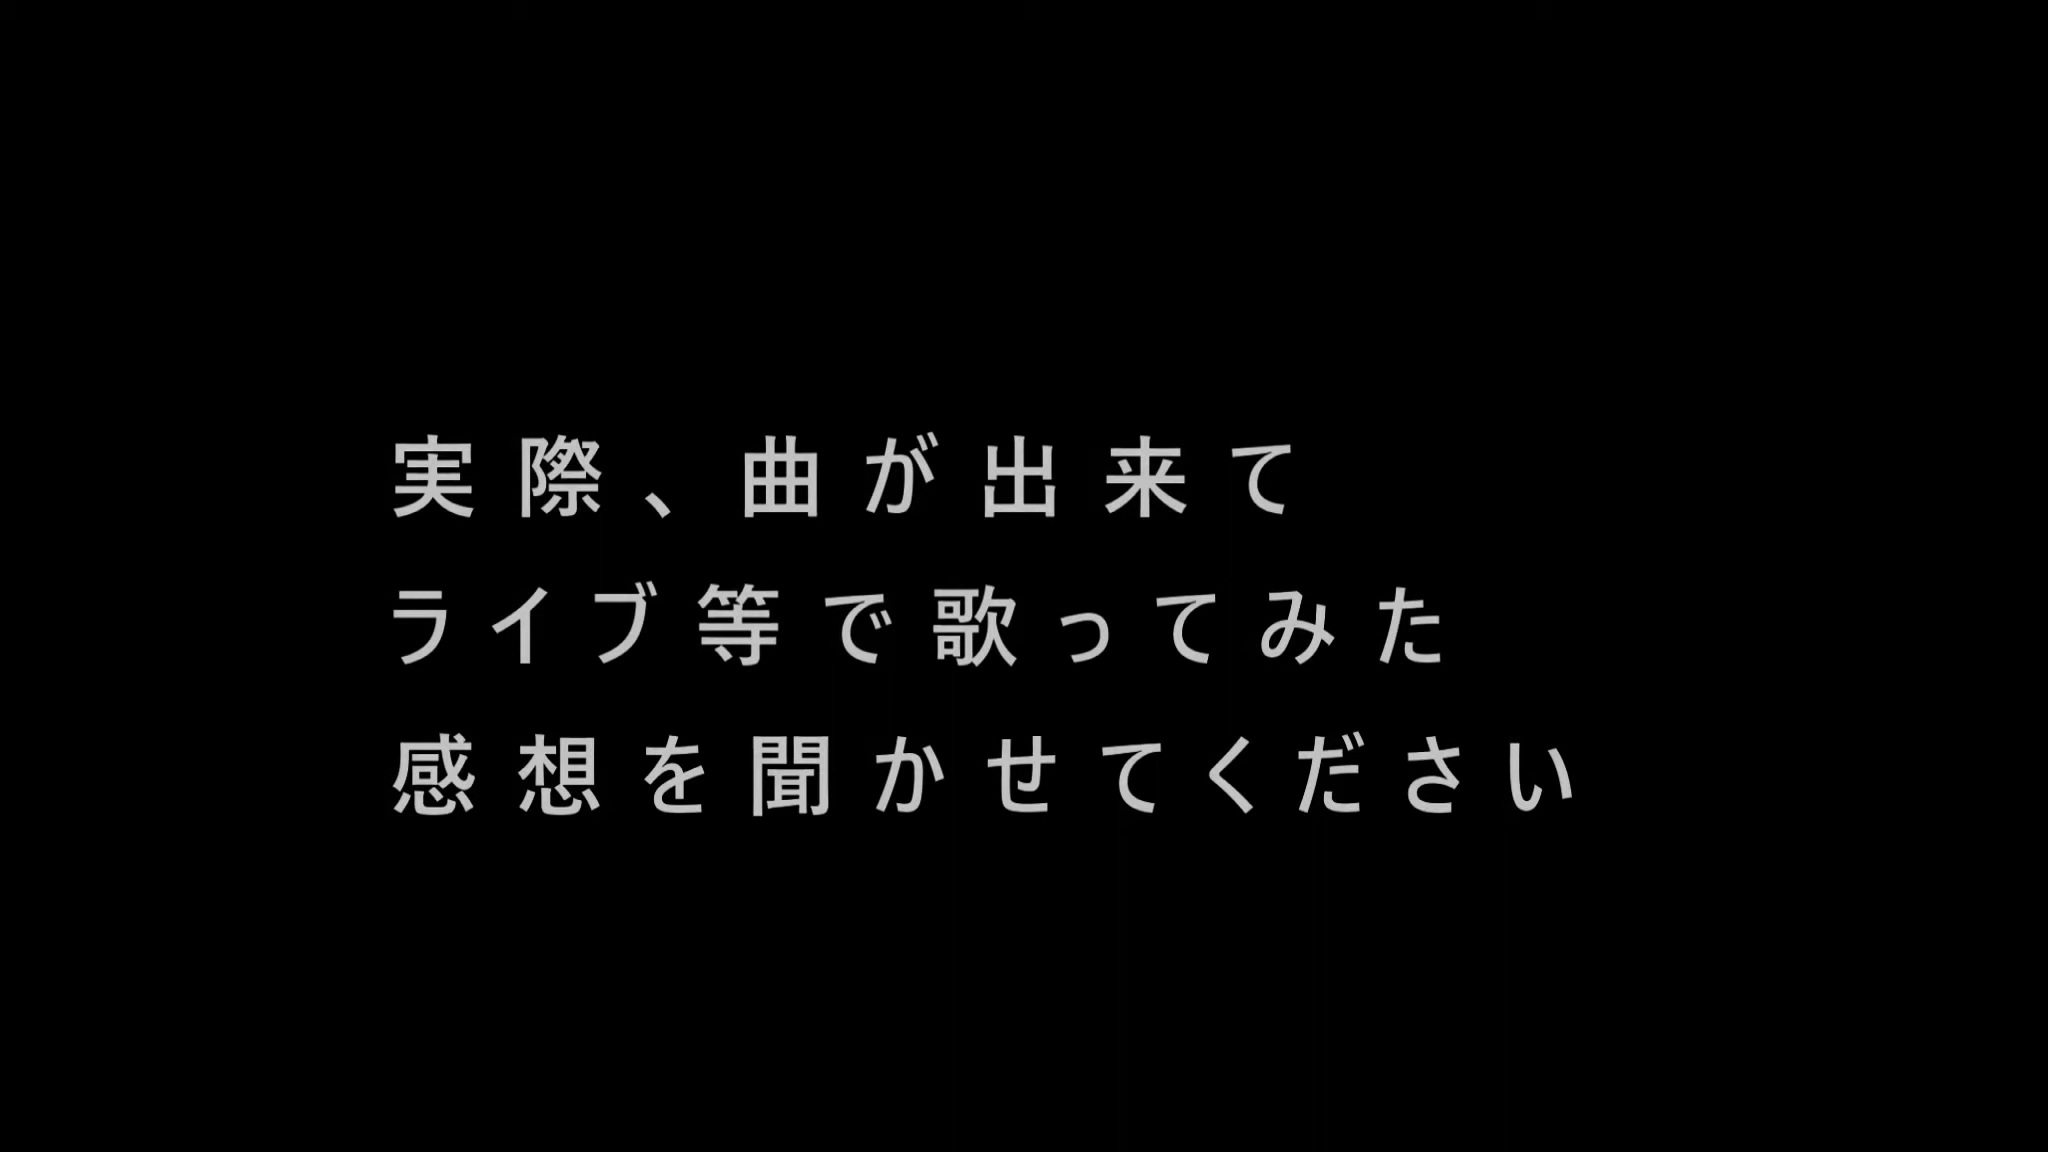 実際、曲が出来て
ライブ等で歌ってみた
感想を聞かせてください